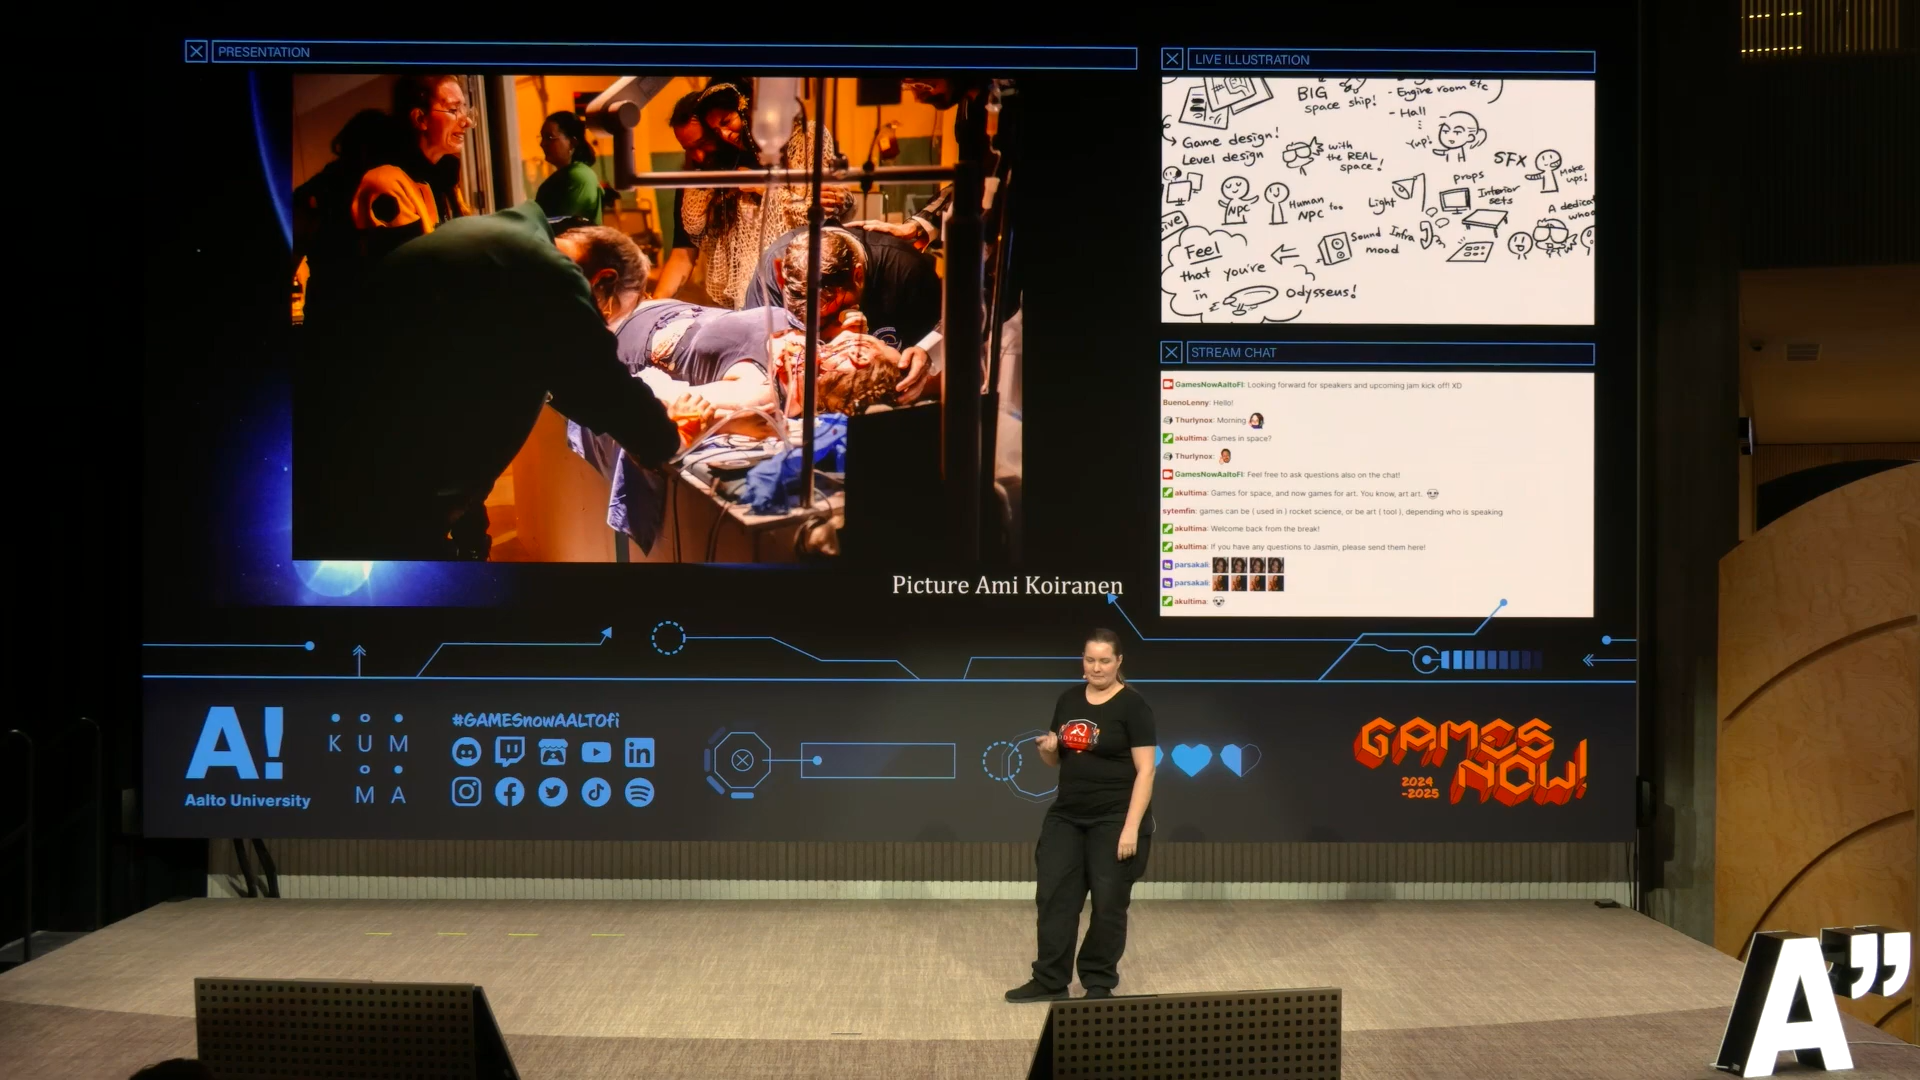 PRESENTATION
Picture Ami Koiranen
LIVE ILLUSTRATION
BIG
space ship!
- Engine room etc
- Hall
Yup!
Game design!
Level design
with
the REAL
space!
SFX
Make
ups!
props
Interior
sets
NPC
Human
NPC too
Light
A dedica
whoo
Sound
Infra
mood
Feel
that you're
in
Odysseus!
STREAM CHAT
GamesNowAaltoFI: Looking forward for speakers and upcoming jam kick off! XD
BuenoLenny: Hello!
Thurlynox: Morning
akultima: Games in space?
Thurlynox:
GamesNowAaltoFI: Feel free to ask questions also on the chat!
akultima: Games for space, and now games for art. You know, art art.
sytemfin: games can be ( used in ) rocket science, or be art ( tool ), depending who is speaking
akultima: Welcome back from the break!
akultima: If you have any questions to Jasmin, please send them here!
parsakali:
parsakali:
akultima:
A!
Aalto University
KUM
MA
#GAMESnowAALTOfi
ODYSSEUS
GAMES
NOW!
2024
-2025
A”